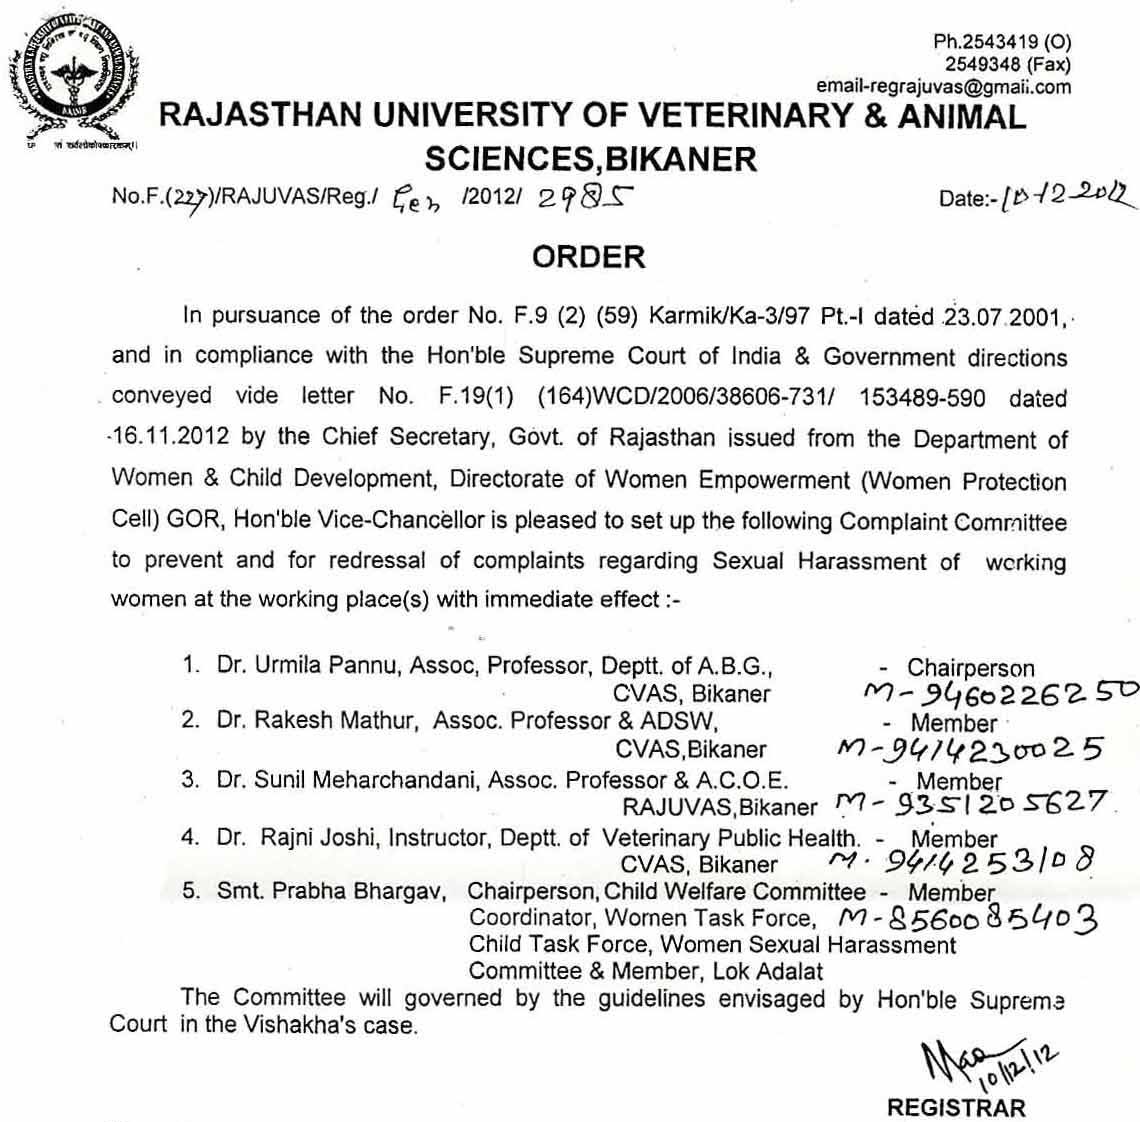 Ph.2543419 (O)
2549348 (Fax)
email-regrajuvas@gmail.com
RAJASTHAN UNIVERSITY OF VETERINARY & ANIMAL
SCIENCES,BIKANER
No.F.(227)/RAJUVAS/Reg./ Gen /2012/ 2985
Date:-10-12-2012
ORDER
In pursuance of the order No. F.9 (2) (59) Karmik/Ka-3/97 Pt.-I dated 23.07.2001,
and in compliance with the Hon'ble Supreme Court of India & Government directions
conveyed vide letter No. F.19(1) (164)WCD/2006/38606-731/ 153489-590 dated
16.11.2012 by the Chief Secretary, Govt. of Rajasthan issued from the Department of
Women & Child Development, Directorate of Women Empowerment (Women Protection
Cell) GOR, Hon'ble Vice-Chancellor is pleased to set up the following Complaint Committee
to prevent and for redressal of complaints regarding Sexual Harassment of working
women at the working place(s) with immediate effect :-
1. Dr. Urmila Pannu, Assoc, Professor, Deptt. of A.B.G., - Chairperson
CVAS, Bikaner M-9460226250
2. Dr. Rakesh Mathur, Assoc. Professor & ADSW, - Member
CVAS,Bikaner M-9414230025
3. Dr. Sunil Meharchandani, Assoc. Professor & A.C.O.E. - Member
RAJUVAS,Bikaner M-9351205627
4. Dr. Rajni Joshi, Instructor, Deptt. of Veterinary Public Health. - Member
CVAS, Bikaner M. 9414253108
5. Smt. Prabha Bhargav, Chairperson, Child Welfare Committee - Member
Coordinator, Women Task Force, M-8560085403
Child Task Force, Women Sexual Harassment
Committee & Member, Lok Adalat
The Committee will governed by the guidelines envisaged by Hon'ble Supreme
Court in the Vishakha's case.
10/12/12
REGISTRAR